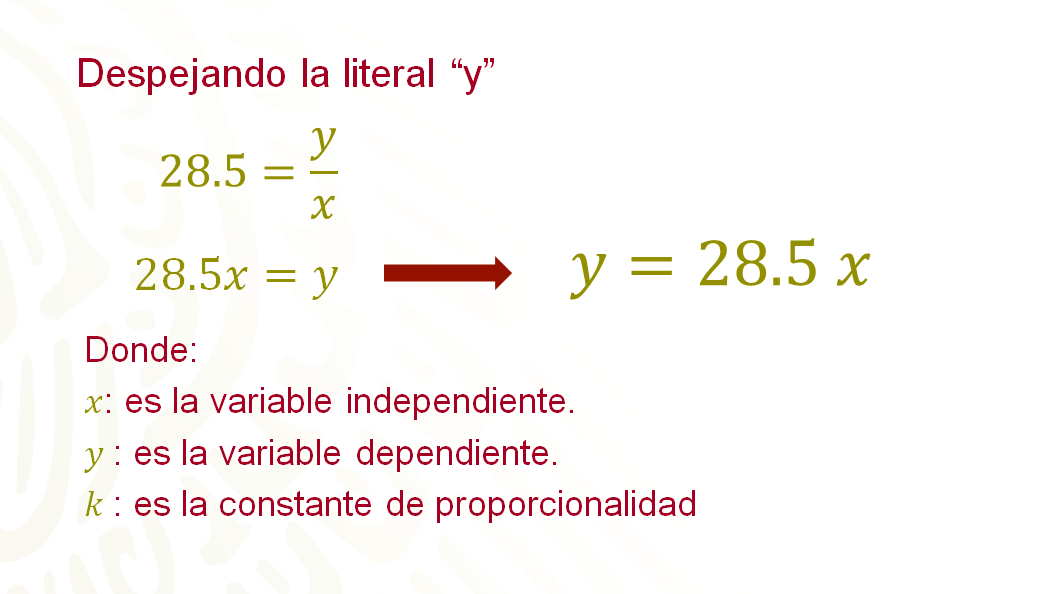 Despejando la literal “y”
28.5 = y/x
28.5x = y
y = 28.5 x
Donde:
x: es la variable independiente.
y : es la variable dependiente.
k : es la constante de proporcionalidad